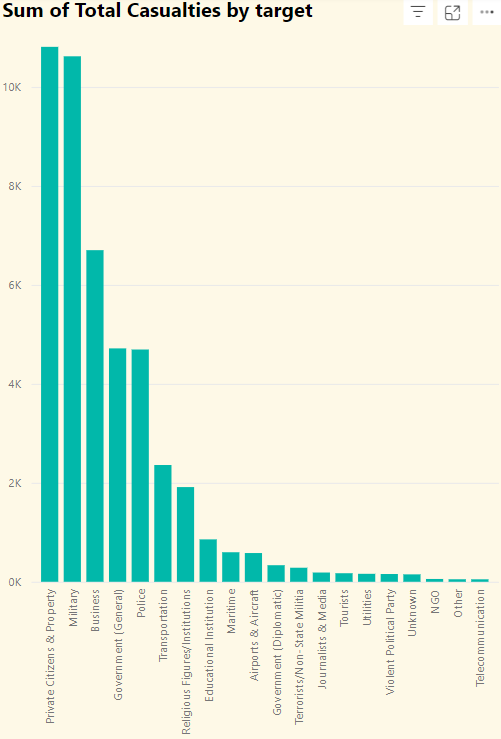 Sum of Total Casualties by target
10K
8K
6K
4K
2K
0K
Private Citizens & Property
Military
Business
Government (General)
Police
Transportation
Religious Figures/Institutions
Educational Institution
Maritime
Airports & Aircraft
Government (Diplomatic)
Terrorists/Non-State Militia
Journalists & Media
Tourists
Utilities
Violent Political Party
Unknown
NGO
Other
Telecommunication